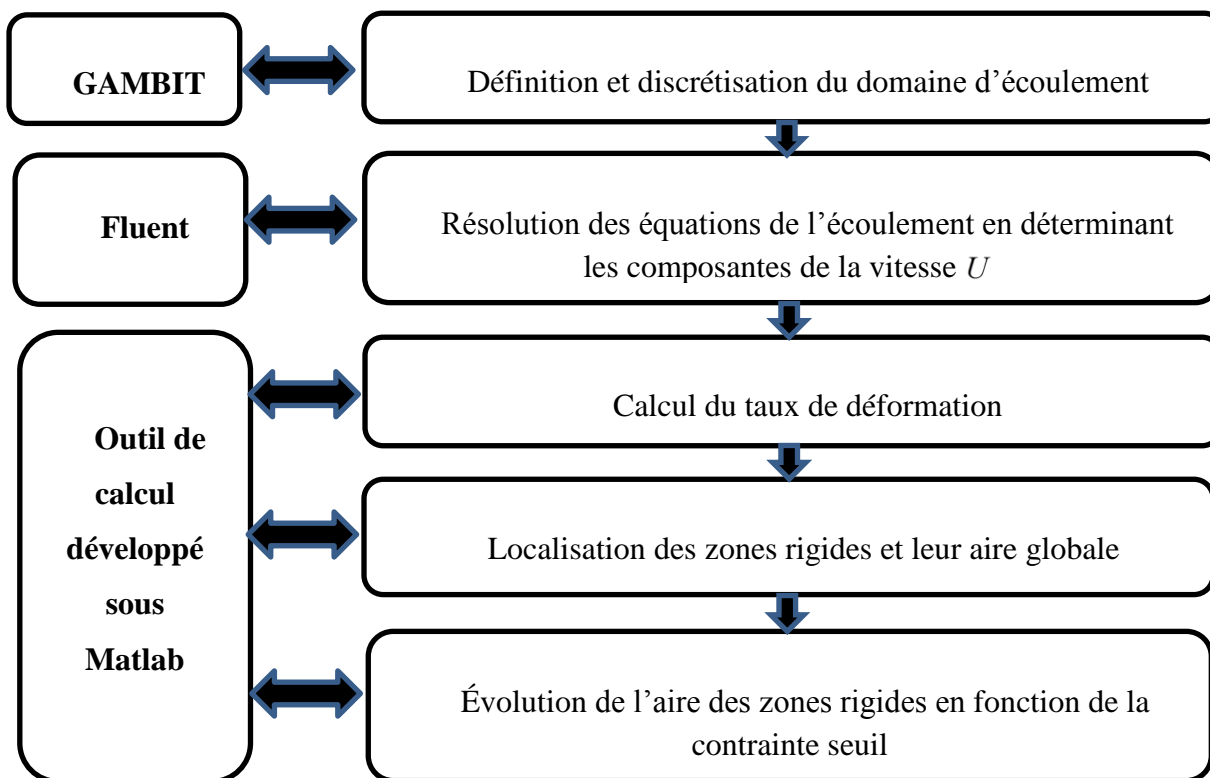 GAMBIT
Définition et discrétisation du domaine d’écoulement
Fluent
Résolution des équations de l’écoulement en déterminant
les composantes de la vitesse U
Outil de
calcul
développé
sous
Matlab
Calcul du taux de déformation
Localisation des zones rigides et leur aire globale
Évolution de l’aire des zones rigides en fonction de la
contrainte seuil